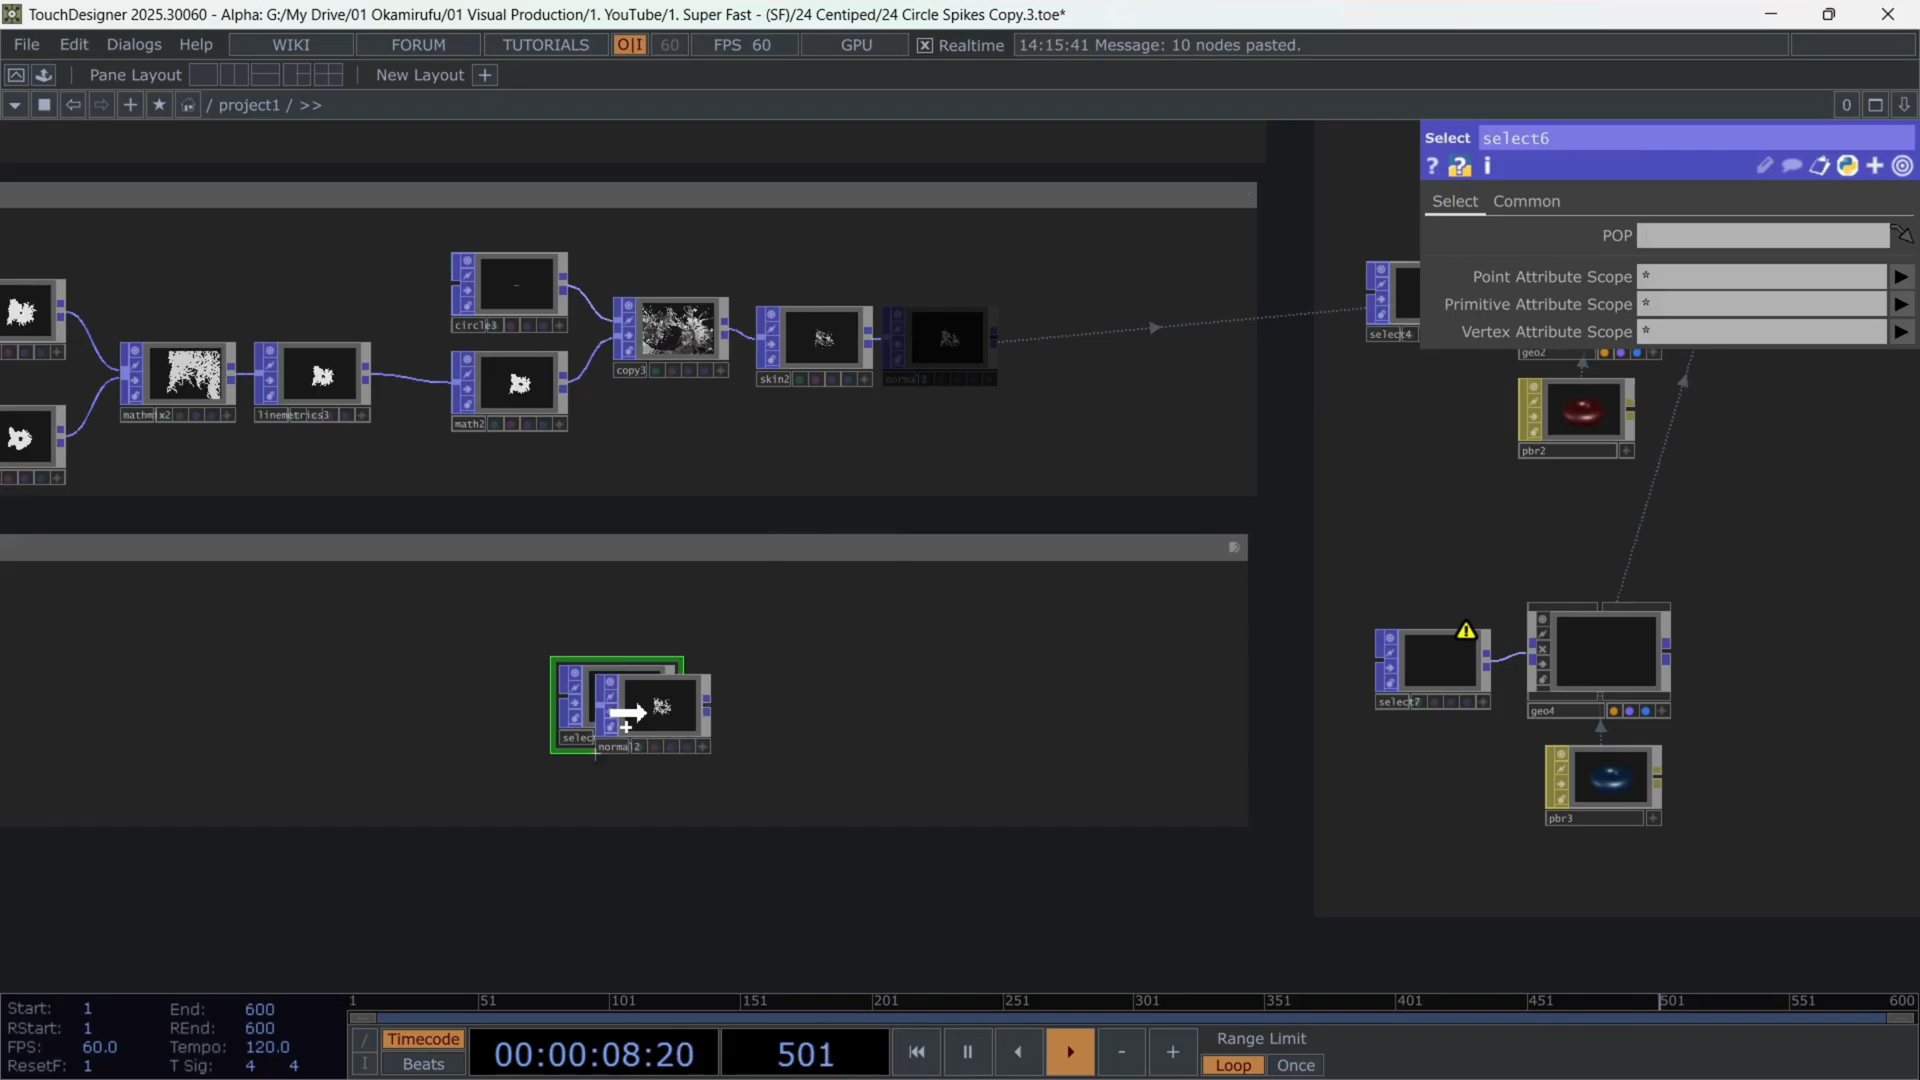 TouchDesigner 2025.30060 - Alpha: G:/My Drive/01 Okamirufu/01 Visual Production/1. YouTube/1. Super Fast - (SF)/24 Centiped/24 Circle Spikes Copy.3.toe*
File Edit Dialogs Help WIKI FORUM TUTORIALS O|I 60 FPS 60 GPU X Realtime 14:15:41 Message: 10 nodes pasted.
Pane Layout New Layout +
/ project1 / >> 0
Select select6
? ? i
Select Common
POP
Point Attribute Scope *
Primitive Attribute Scope *
Vertex Attribute Scope *
circle3
select4
geo2
copy3
skin2
normal2
mathmix2
linemetrics3
math2
pbr2
select7
geo4
selec
normal2
pbr3
Start: 1 End: 600
RStart: 1 REnd: 600
FPS: 60.0 Tempo: 120.0
ResetF: 1 T Sig: 4 4
1 51 101 151 201 251 301 351 401 451 501 551 600
Timecode
Beats
00:00:08:20
501
- +
Range Limit
Loop Once